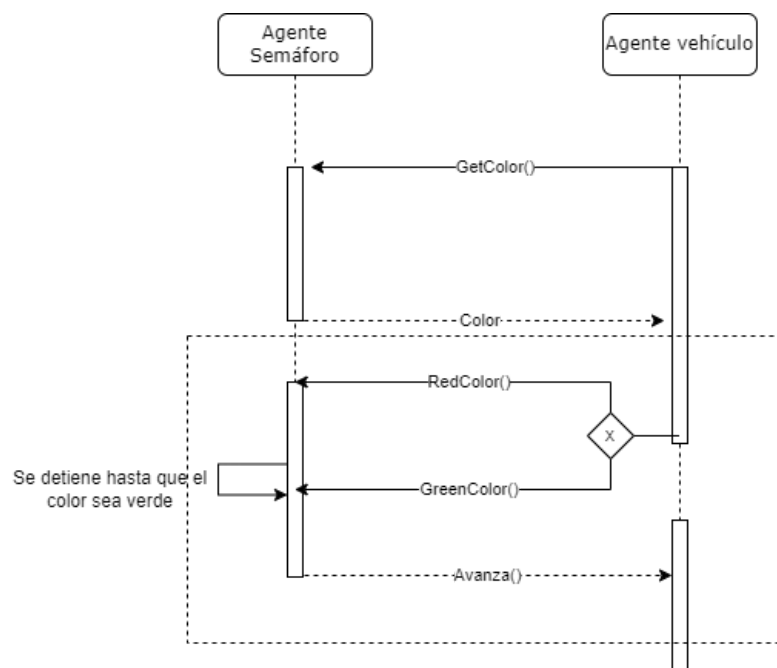 Agente
Semáforo
Agente vehículo
GetColor()
Color
RedColor()
X
Se detiene hasta que el
color sea verde
GreenColor()
Avanza()